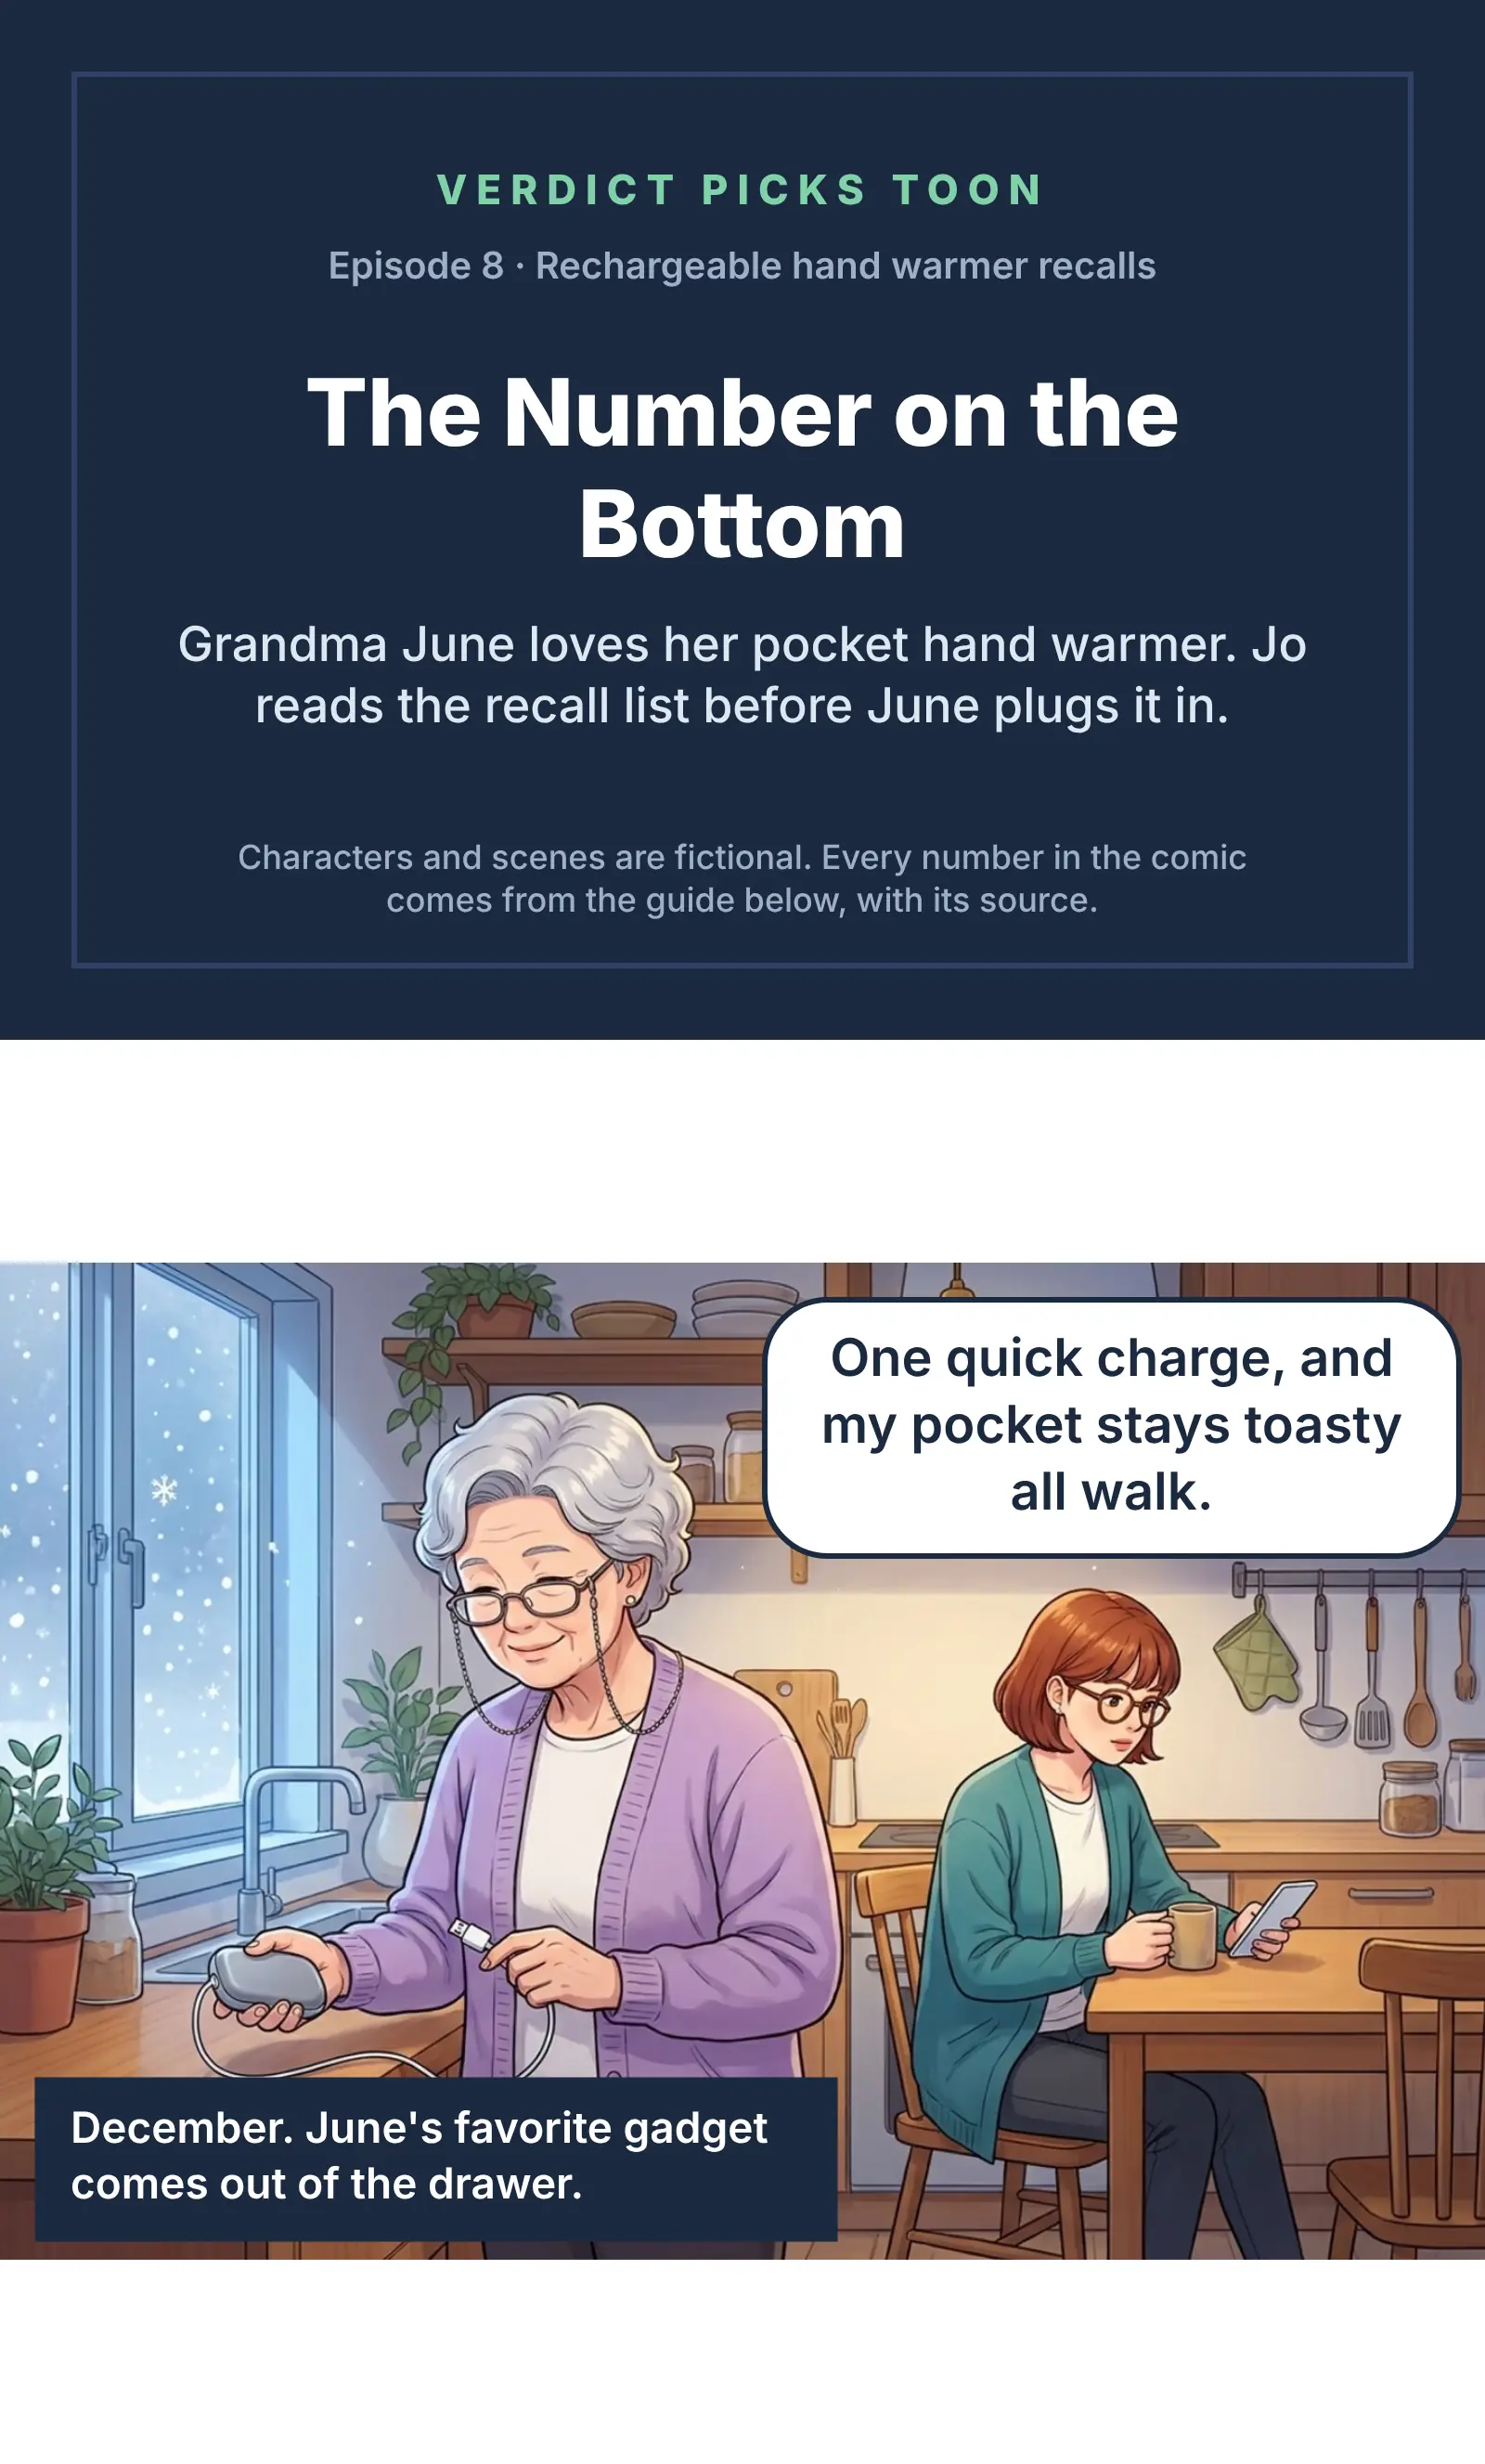 VERDICT PICKS TOON
Episode 8 · Rechargeable hand warmer recalls
The Number on the
Bottom
Grandma June loves her pocket hand warmer. Jo
reads the recall list before June plugs it in.
Characters and scenes are fictional. Every number in the comic
comes from the guide below, with its source.
One quick charge, and
my pocket stays toasty
all walk.
December. June's favorite gadget
comes out of the drawer.